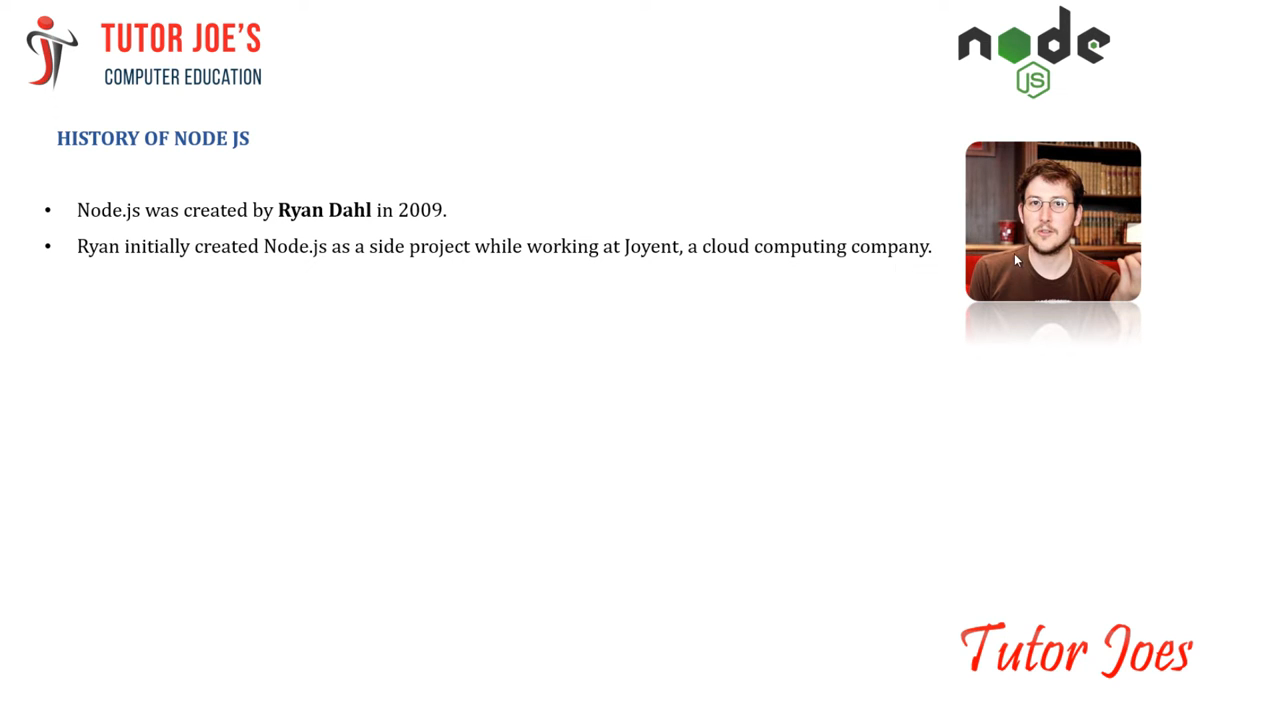 TUTOR JOE'S
COMPUTER EDUCATION
node
JS
HISTORY OF NODE JS
• Node.js was created by Ryan Dahl in 2009.
• Ryan initially created Node.js as a side project while working at Joyent, a cloud computing company.
Tutor Joes